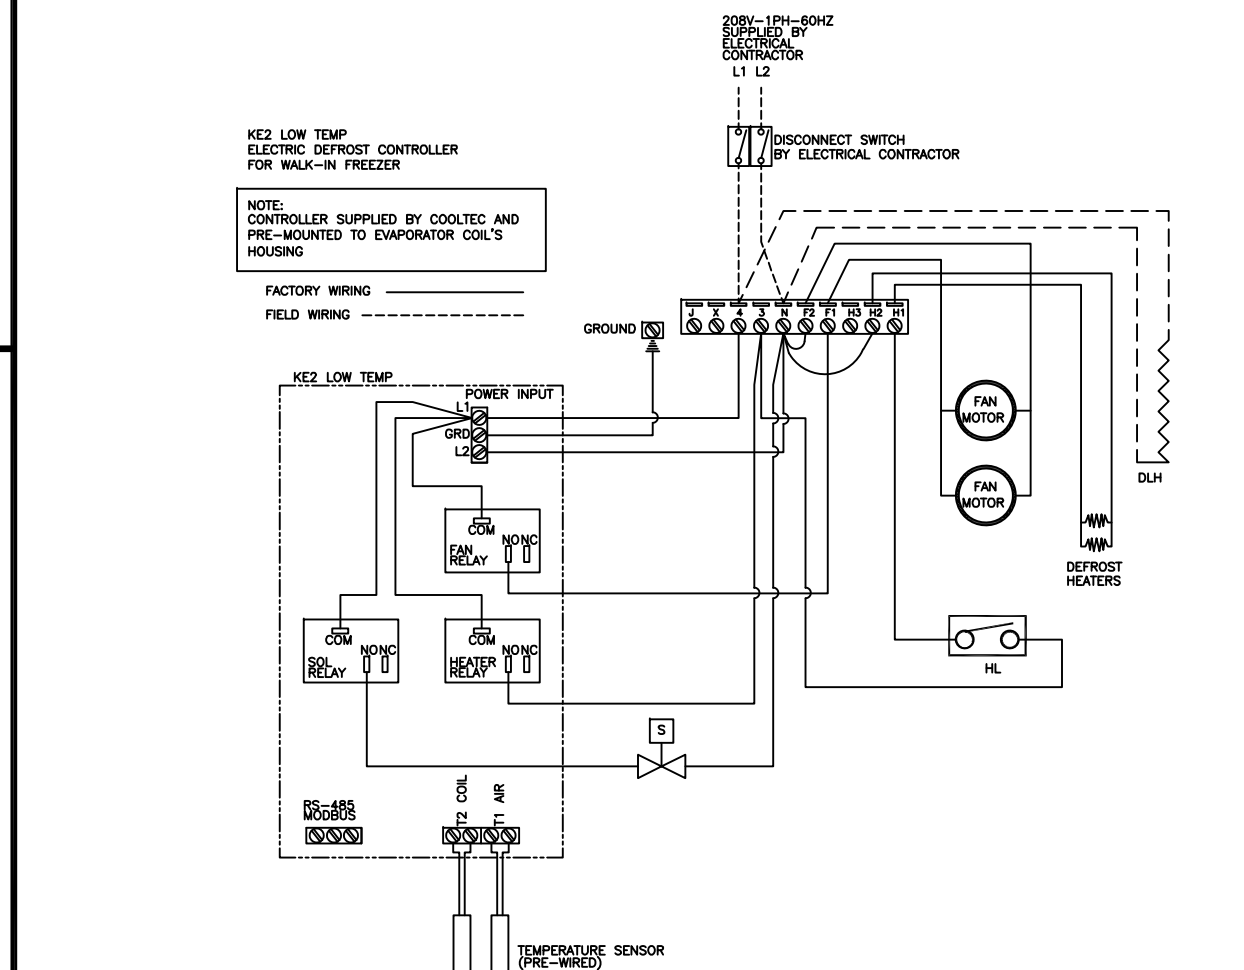 208V-1PH-60HZ
SUPPLIED BY
ELECTRICAL
CONTRACTOR
L1 L2
DISCONNECT SWITCH
BY ELECTRICAL CONTRACTOR
KE2 LOW TEMP
ELECTRIC DEFROST CONTROLLER
FOR WALK-IN FREEZER
NOTE:
CONTROLLER SUPPLIED BY COOLTEC AND
PRE-MOUNTED TO EVAPORATOR COIL'S
HOUSING
FACTORY WIRING
FIELD WIRING
GROUND
J X 4 3 N F2 F1 H3 H2 H1
KE2 LOW TEMP
POWER INPUT
L1
GRD
L2
FAN
MOTOR
FAN
MOTOR
DLH
DEFROST
HEATERS
COM
NO NC
FAN
RELAY
COM
NO NC
SOL
RELAY
COM
NO NC
HEATER
RELAY
HL
S
RS-485
MODBUS
T2 COIL
T1 AIR
TEMPERATURE SENSOR
(PRE-WIRED)